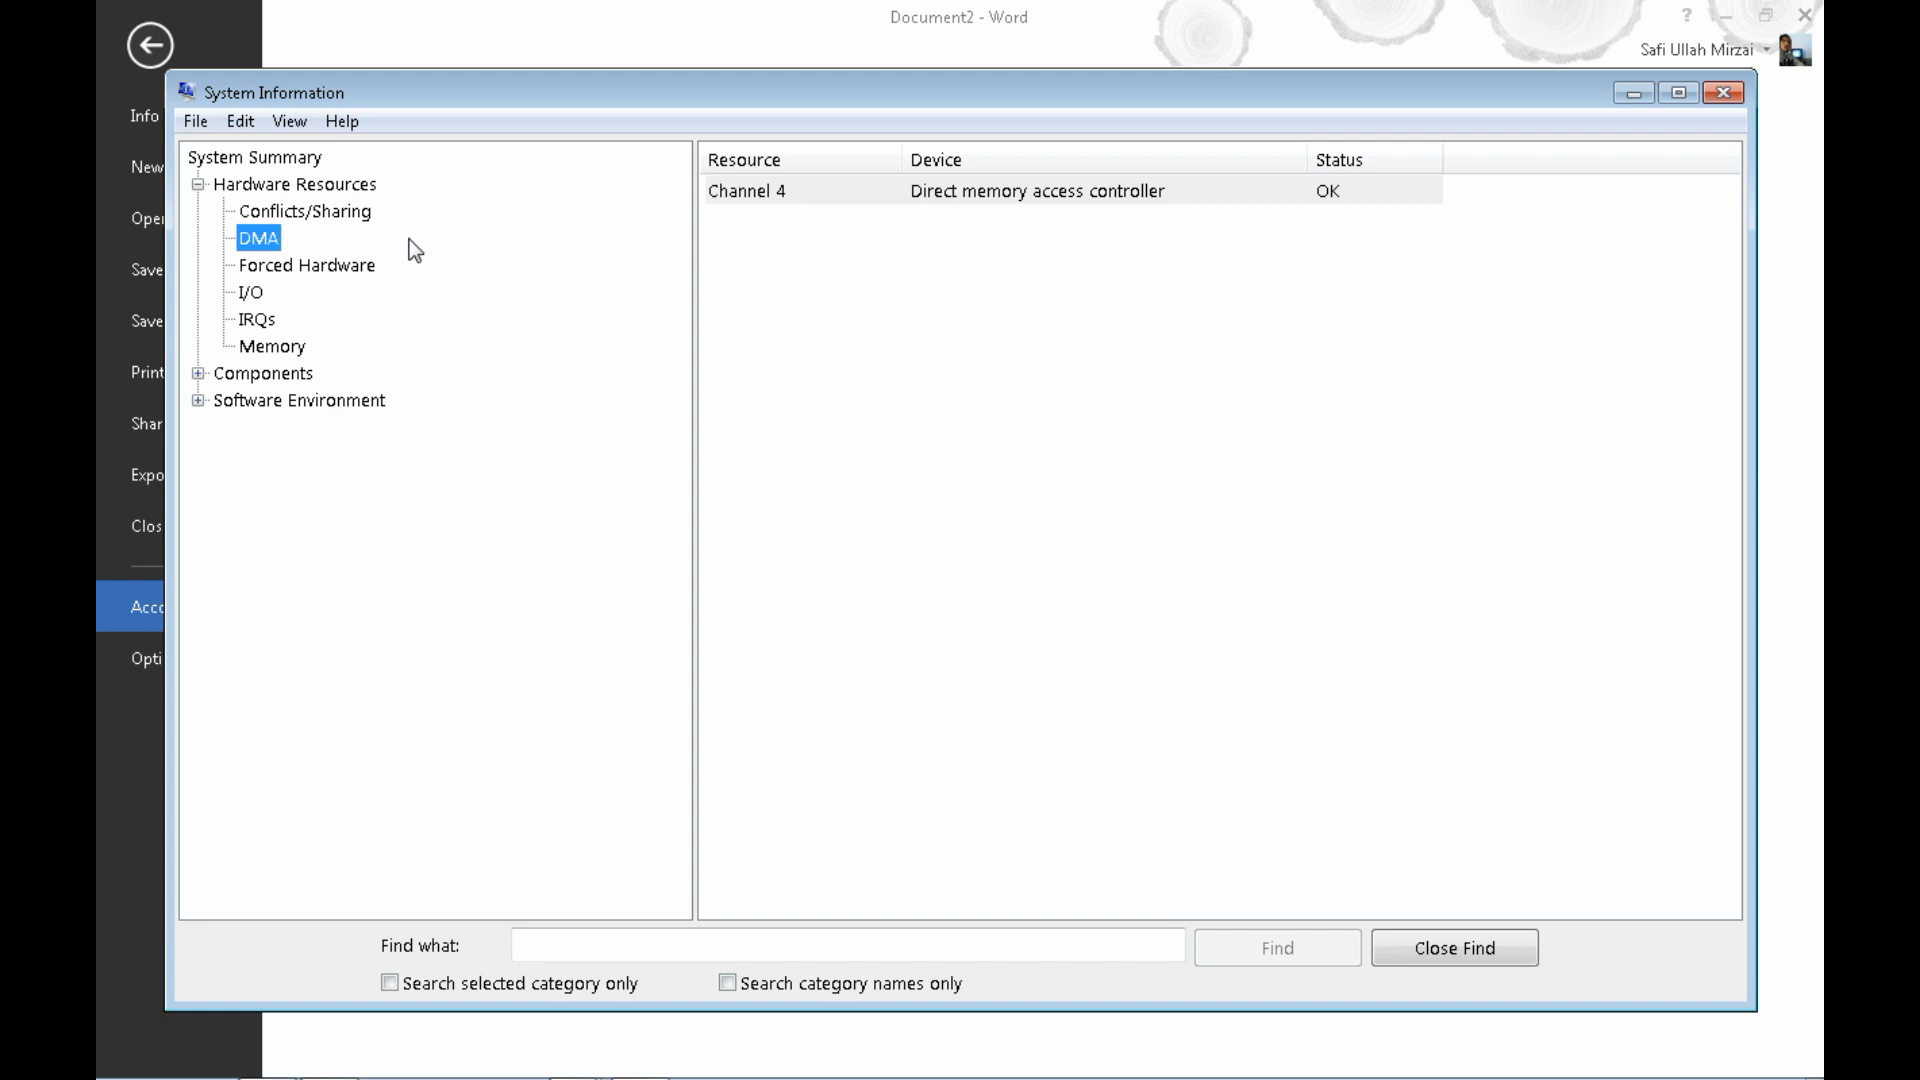 Document2 - Word
?
Safi Ullah Mirzai
System Information
File Edit View Help
Info
New
Oper
Save
Save
Print
Shar
Expo
Clos
Acco
Opti
System Summary
Hardware Resources
Conflicts/Sharing
DMA
Forced Hardware
I/O
IRQs
Memory
Components
Software Environment
Resource Device Status
Channel 4 Direct memory access controller OK
Find what:
Find
Close Find
Search selected category only
Search category names only